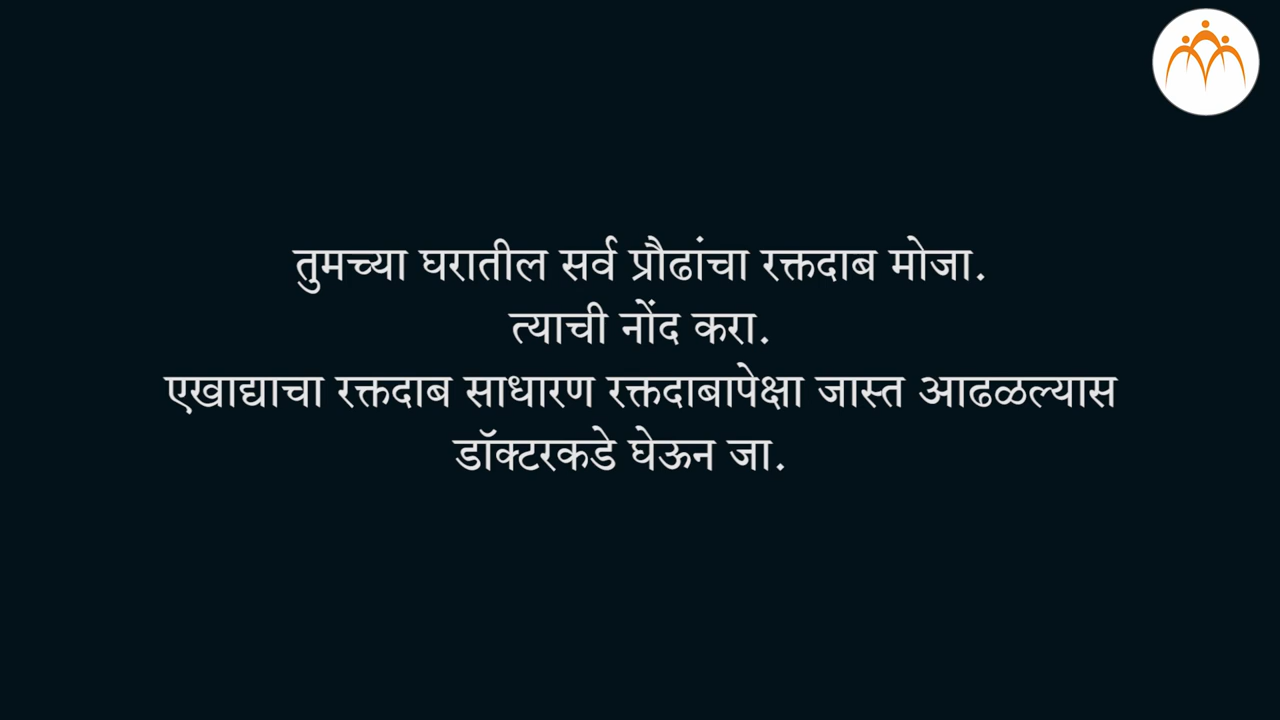 तुमच्या घरातील सर्व प्रौढांचा रक्तदाब मोजा.
त्याची नोंद करा.
एखाद्याचा रक्तदाब साधारण रक्तदाबापेक्षा जास्त आढळल्यास
डॉक्टरकडे घेऊन जा.